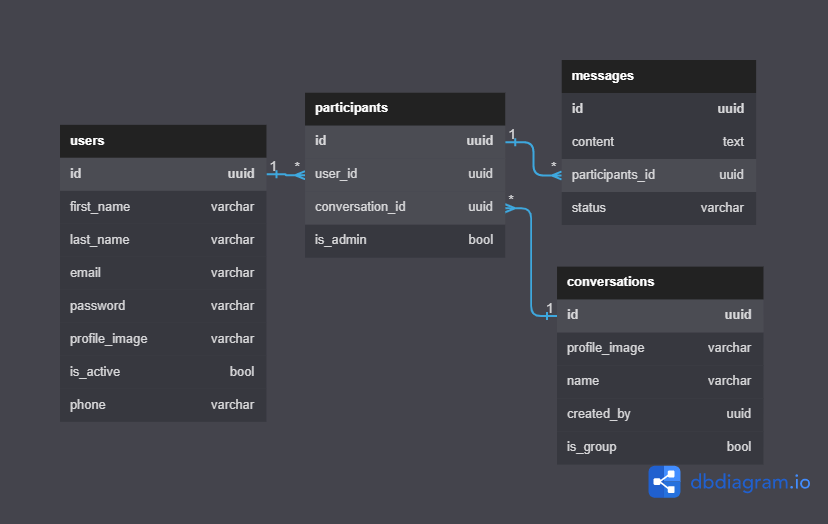 users
id uuid
first_name varchar
last_name varchar
email varchar
password varchar
profile_image varchar
is_active bool
phone varchar
1 *
participants
id uuid
user_id uuid
conversation_id uuid
is_admin bool
1 *
* 1
messages
id uuid
content text
participants_id uuid
status varchar
conversations
id uuid
profile_image varchar
name varchar
created_by uuid
is_group bool
dbdiagram.io